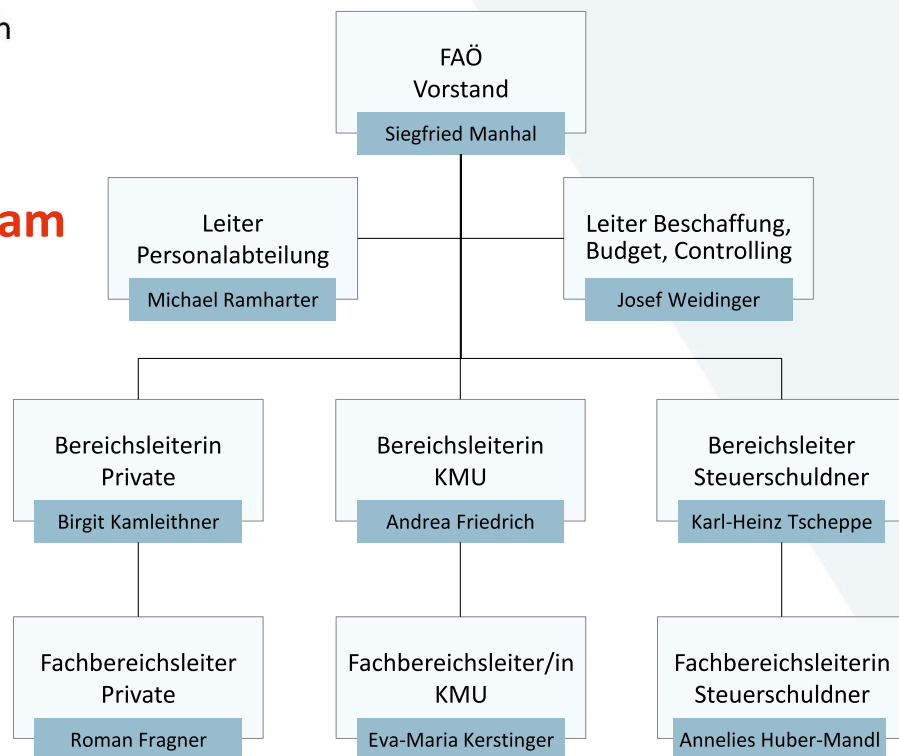 FAÖ
Vorstand
Siegfried Manhal
am
Leiter
Personalabteilung
Michael Ramharter
Leiter Beschaffung,
Budget, Controlling
Josef Weidinger
Bereichsleiterin
Private
Birgit Kamleithner
Bereichsleiterin
KMU
Andrea Friedrich
Bereichsleiter
Steuerschuldner
Karl-Heinz Tscheppe
Fachbereichsleiter
Private
Roman Fragner
Fachbereichsleiter/in
KMU
Eva-Maria Kerstinger
Fachbereichsleiterin
Steuerschuldner
Annelies Huber-Mandl